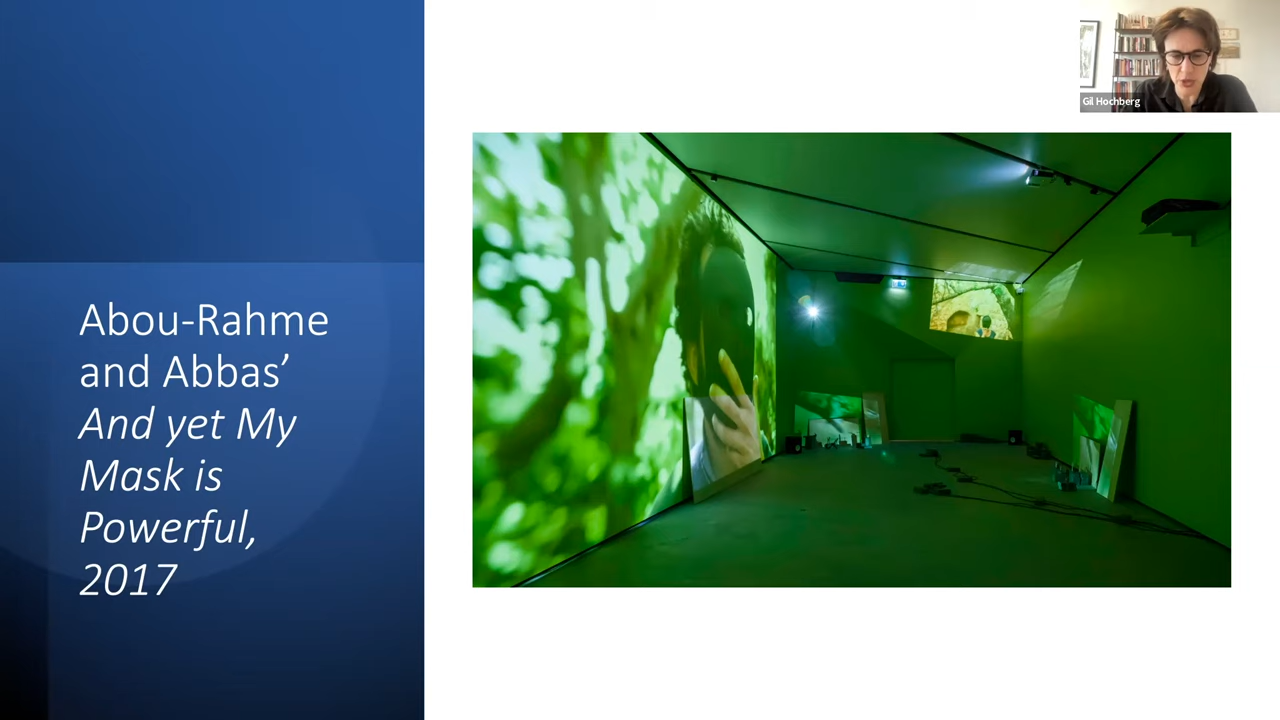 Gil Hochberg
Abou-Rahme
and Abbas’
And yet My
Mask is
Powerful,
2017